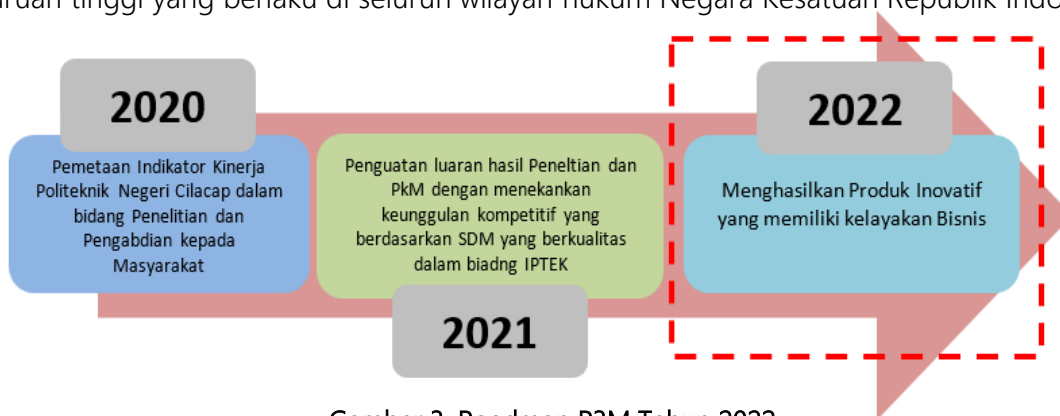 2020
Pemetaan Indikator Kinerja
Politeknik Negeri Cilacap dalam
bidang Penelitian dan
Pengabdian kepada
Masyarakat
Penguatan luaran hasil Peneltian dan
PkM dengan menekankan
keunggulan kompetitif yang
berdasarkan SDM yang berkualitas
dalam biadng IPTEK
2021
2022
Menghasilkan Produk Inovatif
yang memiliki kelayakan Bisnis